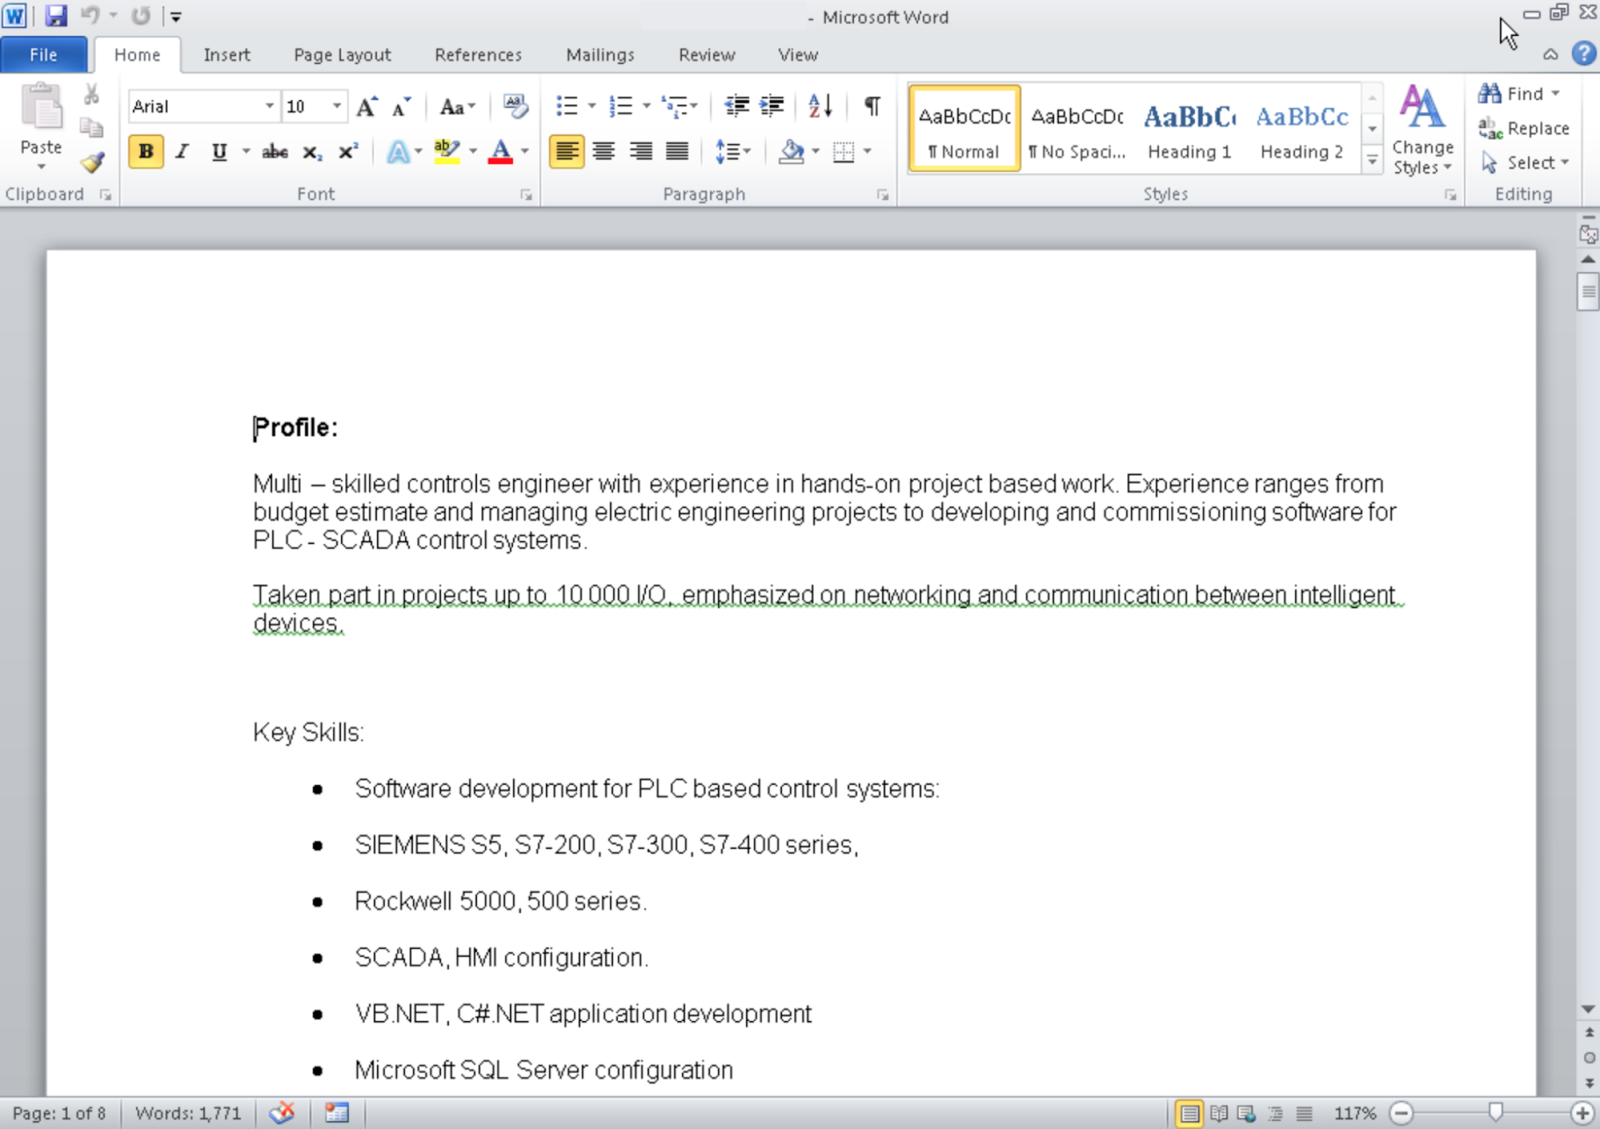 - Microsoft Word
File Home Insert Page Layout References Mailings Review View
Arial 10 Aa
Paste B I U abc x₂ x² ab A
AaBbCcDc AaBbCcDc AaBbC AaBbCc
¶ Normal ¶ No Spaci... Heading 1 Heading 2
Change Styles
Find
Replace
Select
Clipboard Font Paragraph Styles Editing
Profile:
Multi – skilled controls engineer with experience in hands-on project based work. Experience ranges from
budget estimate and managing electric engineering projects to developing and commissioning software for
PLC - SCADA control systems.
Taken part in projects up to 10 000 I/O, emphasized on networking and communication between intelligent
devices.
Key Skills:
• Software development for PLC based control systems:
• SIEMENS S5, S7-200, S7-300, S7-400 series,
• Rockwell 5000, 500 series.
• SCADA, HMI configuration.
• VB.NET, C#.NET application development
• Microsoft SQL Server configuration
Page: 1 of 8 Words: 1,771 117%